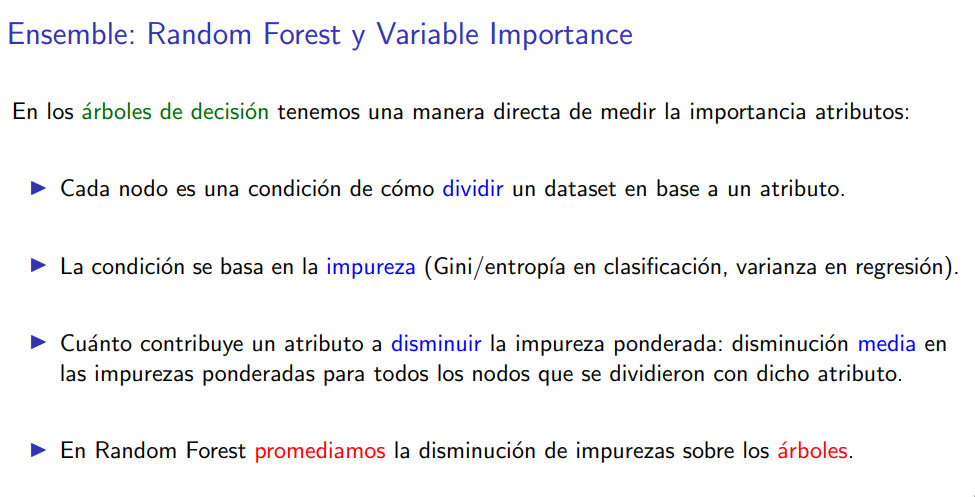 Ensemble: Random Forest y Variable Importance
En los árboles de decisión tenemos una manera directa de medir la importancia atributos:
▶ Cada nodo es una condición de cómo dividir un dataset en base a un atributo.
▶ La condición se basa en la impureza (Gini/entropía en clasificación, varianza en regresión).
▶ Cuánto contribuye un atributo a disminuir la impureza ponderada: disminución media en
las impurezas ponderadas para todos los nodos que se dividieron con dicho atributo.
▶ En Random Forest promediamos la disminución de impurezas sobre los árboles.